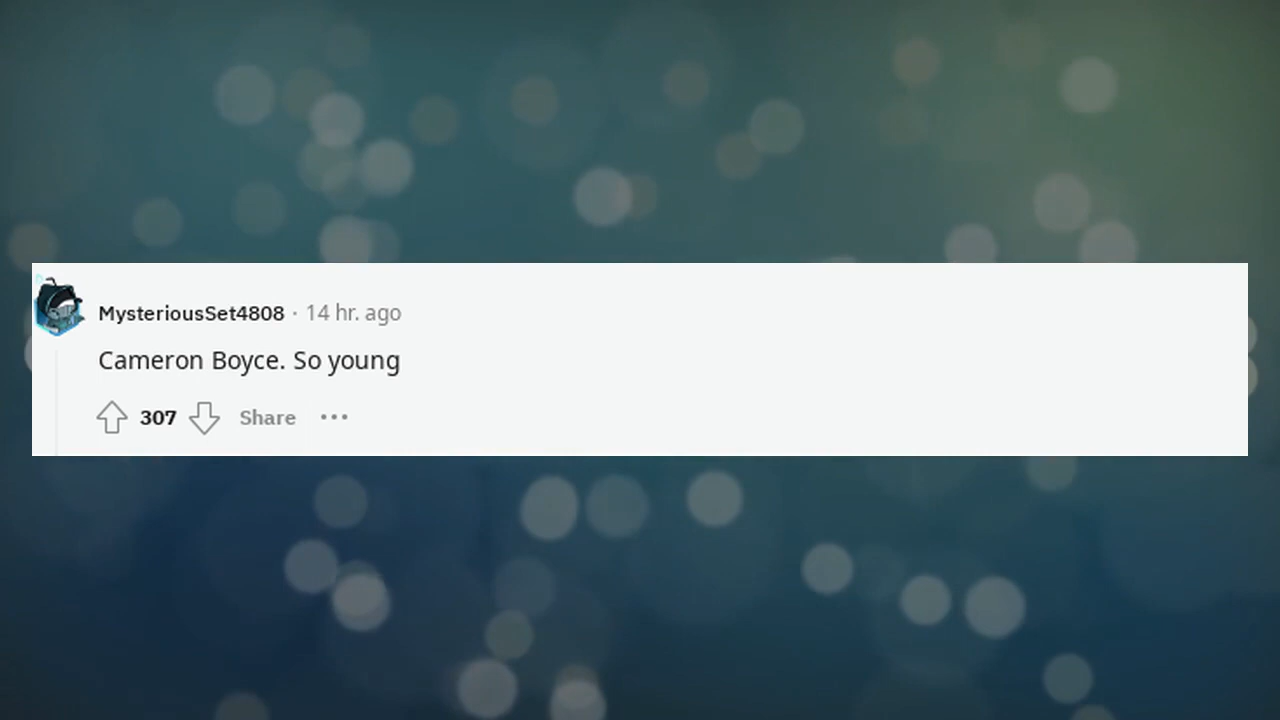 MysteriousSet4808 · 14 hr. ago
Cameron Boyce. So young
307 Share ...